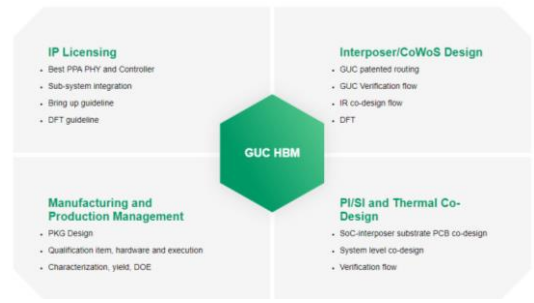 IP Licensing
• Best PPA PHY and Controller
• Sub-system integration
• Bring up guideline
• DFT guideline
Interposer/CoWoS Design
• GUC patented routing
• GUC Verification flow
• IR co-design flow
• DFT
GUC HBM
Manufacturing and
Production Management
• PKG Design
• Qualification item, hardware and execution
• Characterization, yield, DOE
PI/SI and Thermal Co-
Design
• SoC-interposer substrate PCB co-design
• System level co-design
• Verification flow